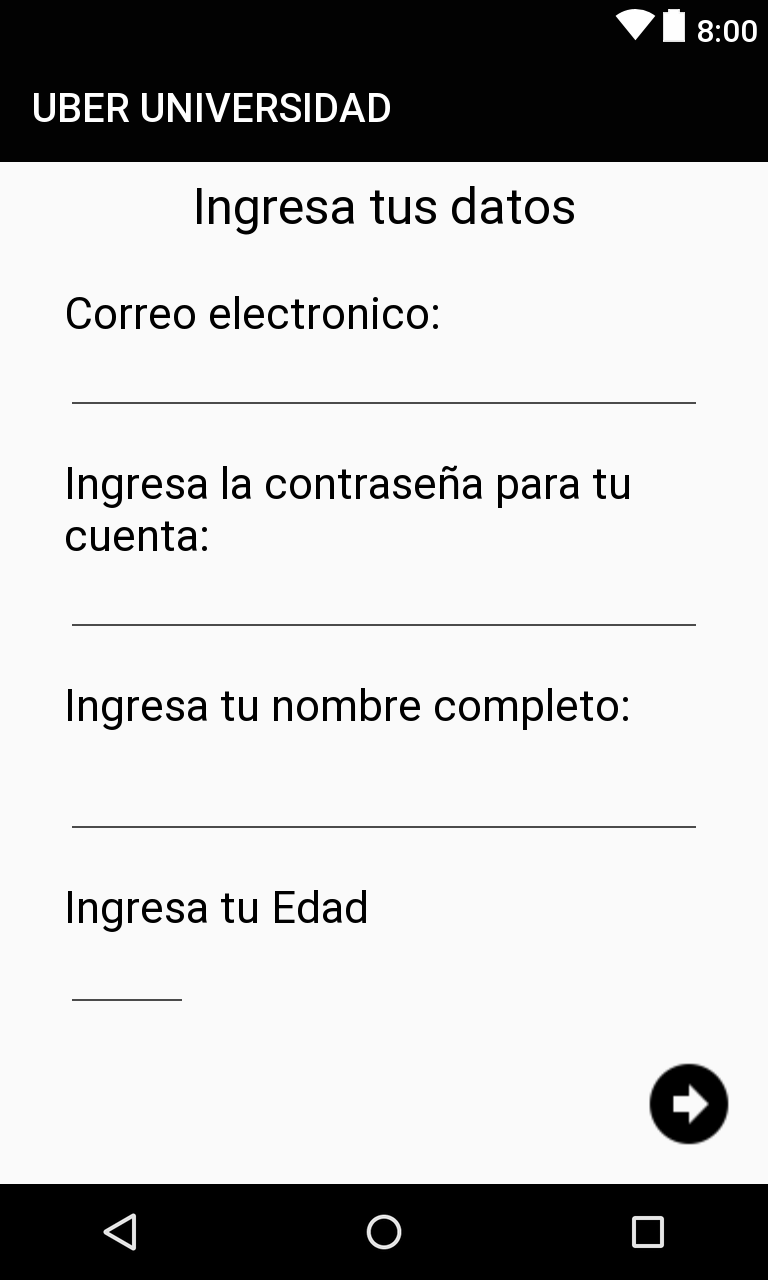 8:00
UBER UNIVERSIDAD
Ingresa tus datos
Correo electronico:
Ingresa la contraseña para tu
cuenta:
Ingresa tu nombre completo:
Ingresa tu Edad